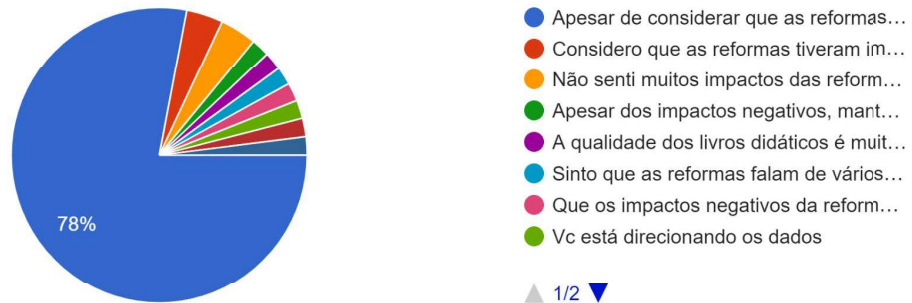 Apesar de considerar que as reformas…
Considero que as reformas tiveram im…
Não senti muitos impactos das reform…
Apesar dos impactos negativos, mant…
A qualidade dos livros didáticos é muit…
Sinto que as reformas falam de vários…
Que os impactos negativos da reform…
Vc está direcionando os dados
78%
1/2